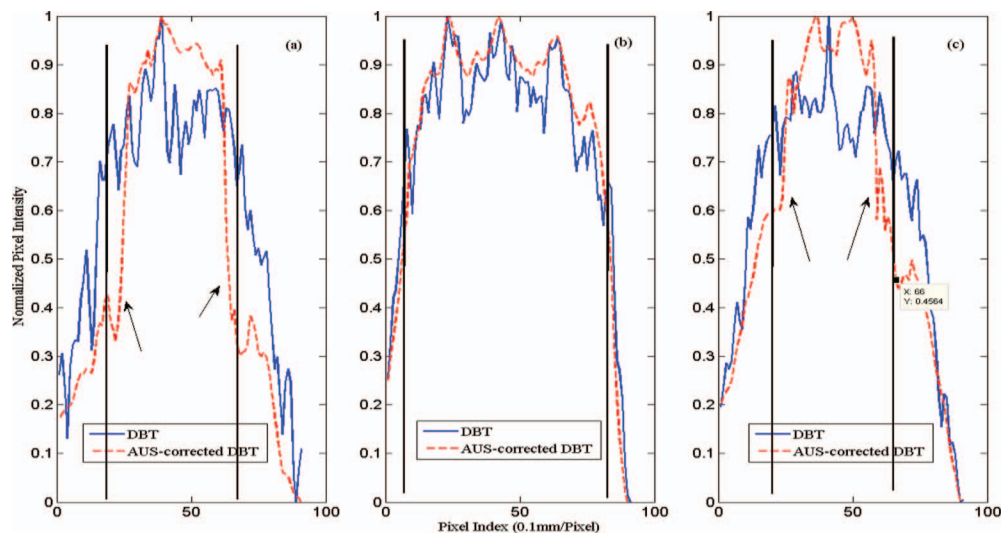 1
0.9
0.8
0.7
0.6
0.5
0.4
0.3
0.2
0.1
0
Normalized Pixel Intensity
(a)
DBT
AUS-corrected DBT
0 50 100
1
0.9
0.8
0.7
0.6
0.5
0.4
0.3
0.2
0.1
0
(b)
DBT
AUS-corrected DBT
0 50 100
Pixel Index (0.1mm/Pixel)
1
0.9
0.8
0.7
0.6
0.5
0.4
0.3
0.2
0.1
0
(c)
X: 66
Y: 0.4564
DBT
AUS-corrected DBT
0 50 100